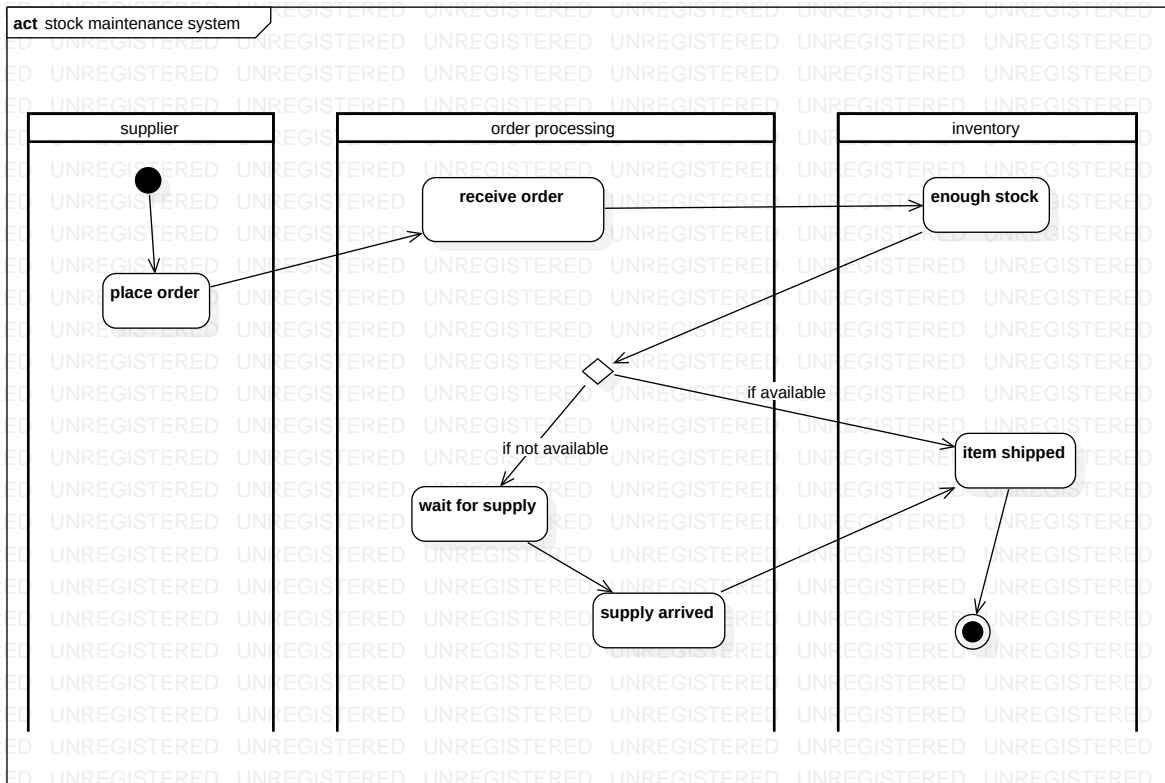 act stock maintenance system
supplier
order processing
inventory
receive order
enough stock
place order
if available
if not available
item shipped
wait for supply
supply arrived
UNREGISTERED